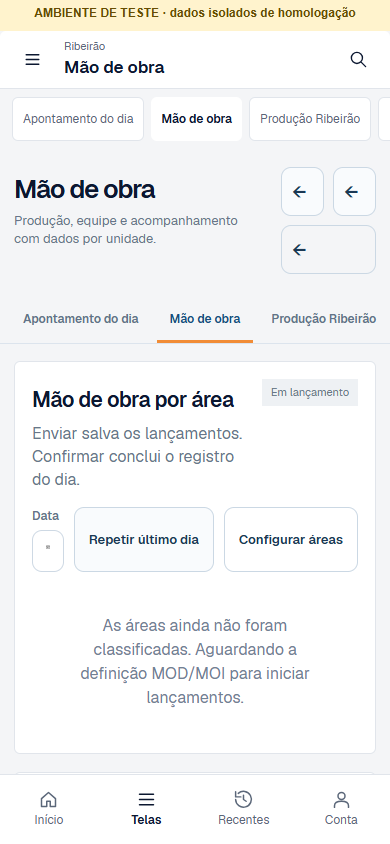 AMBIENTE DE TESTE · dados isolados de homologação
Ribeirão
Mão de obra
Apontamento do dia
Mão de obra
Produção Ribeirão
Mão de obra
Produção, equipe e acompanhamento
com dados por unidade.
Apontamento do dia
Mão de obra
Produção Ribeirão
Mão de obra por área
Em lançamento
Enviar salva os lançamentos.
Confirmar conclui o registro
do dia.
Data
Repetir último dia
Configurar áreas
As áreas ainda não foram
classificadas. Aguardando a
definição MOD/MOI para iniciar
lançamentos.
Início
Telas
Recentes
Conta